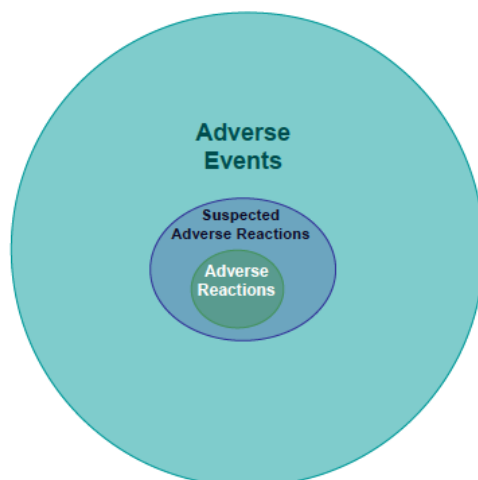 Adverse
Events
Suspected
Adverse Reactions
Adverse
Reactions